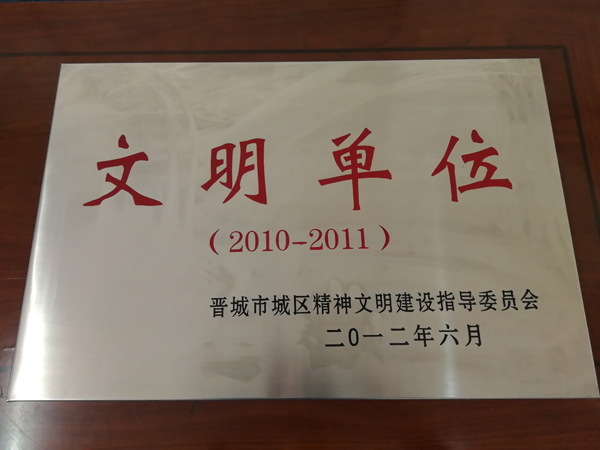 文明单位
（2010-2011）
晋城市城区精神文明建设指导委员会
二0一二年六月